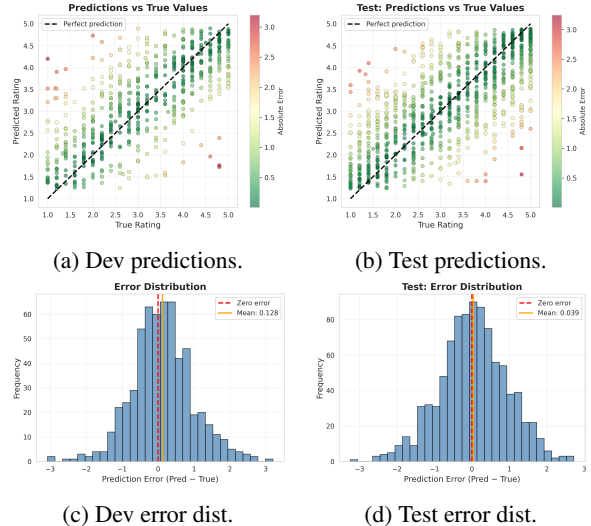 Predictions vs True Values
Perfect prediction
Predicted Rating
5.0
4.5
4.0
3.5
3.0
2.5
2.0
1.5
1.0
1.0 1.5 2.0 2.5 3.0 3.5 4.0 4.5 5.0
True Rating
3.0
2.5
2.0
1.5
1.0
0.5
Absolute Error
(a) Dev predictions.
Test: Predictions vs True Values
Perfect prediction
Predicted Rating
5.0
4.5
4.0
3.5
3.0
2.5
2.0
1.5
1.0
1.0 1.5 2.0 2.5 3.0 3.5 4.0 4.5 5.0
True Rating
3.0
2.5
2.0
1.5
1.0
0.5
Absolute Error
(b) Test predictions.
Error Distribution
Zero error
Mean: 0.128
Frequency
60
50
40
30
20
10
0
−3 −2 −1 0 1 2 3
Prediction Error (Pred − True)
(c) Dev error dist.
Test: Error Distribution
Zero error
Mean: 0.039
Frequency
80
60
40
20
0
−3 −2 −1 0 1 2 3
Prediction Error (Pred − True)
(d) Test error dist.